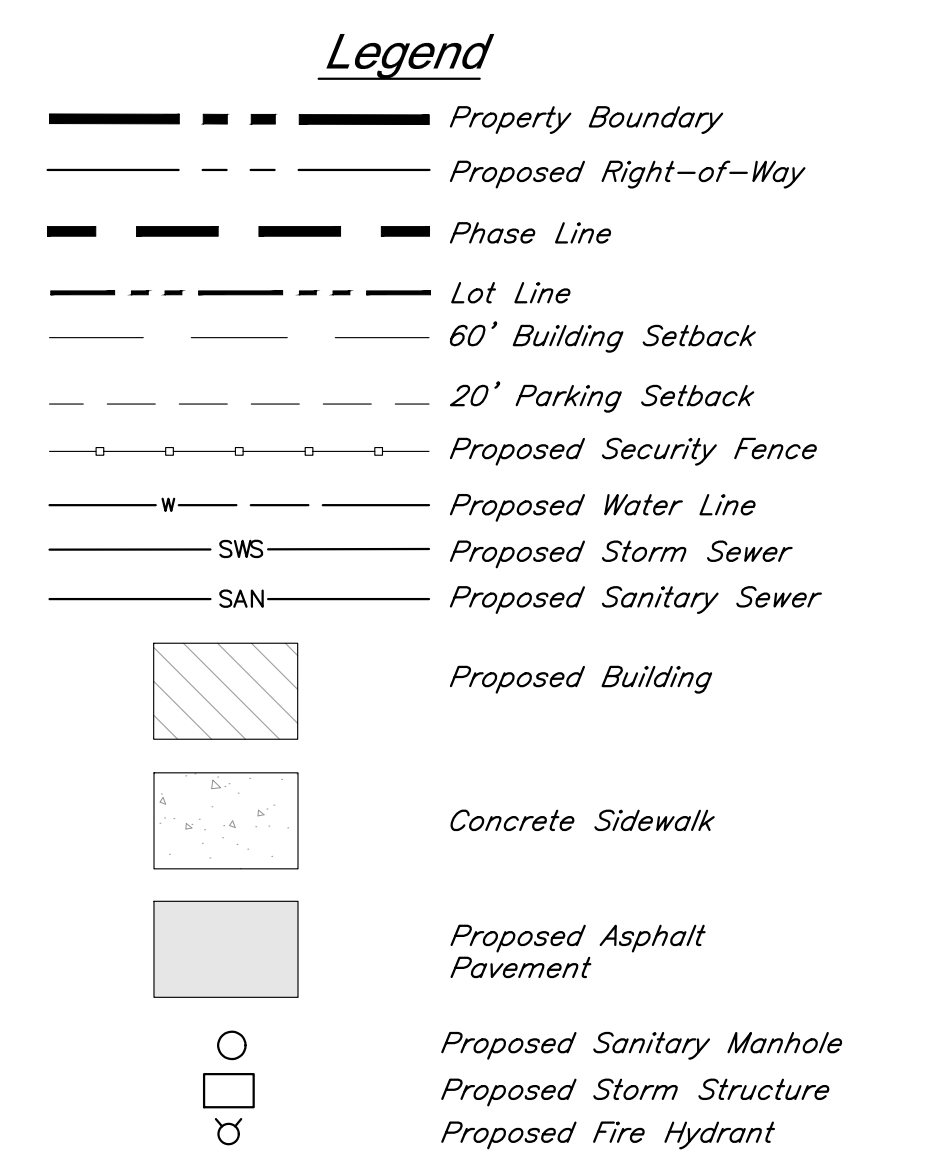 Legend
Property Boundary
Proposed Right-of-Way
Phase Line
Lot Line
60' Building Setback
20' Parking Setback
Proposed Security Fence
W Proposed Water Line
SWS Proposed Storm Sewer
SAN Proposed Sanitary Sewer
Proposed Building
Concrete Sidewalk
Proposed Asphalt
Pavement
Proposed Sanitary Manhole
Proposed Storm Structure
Proposed Fire Hydrant